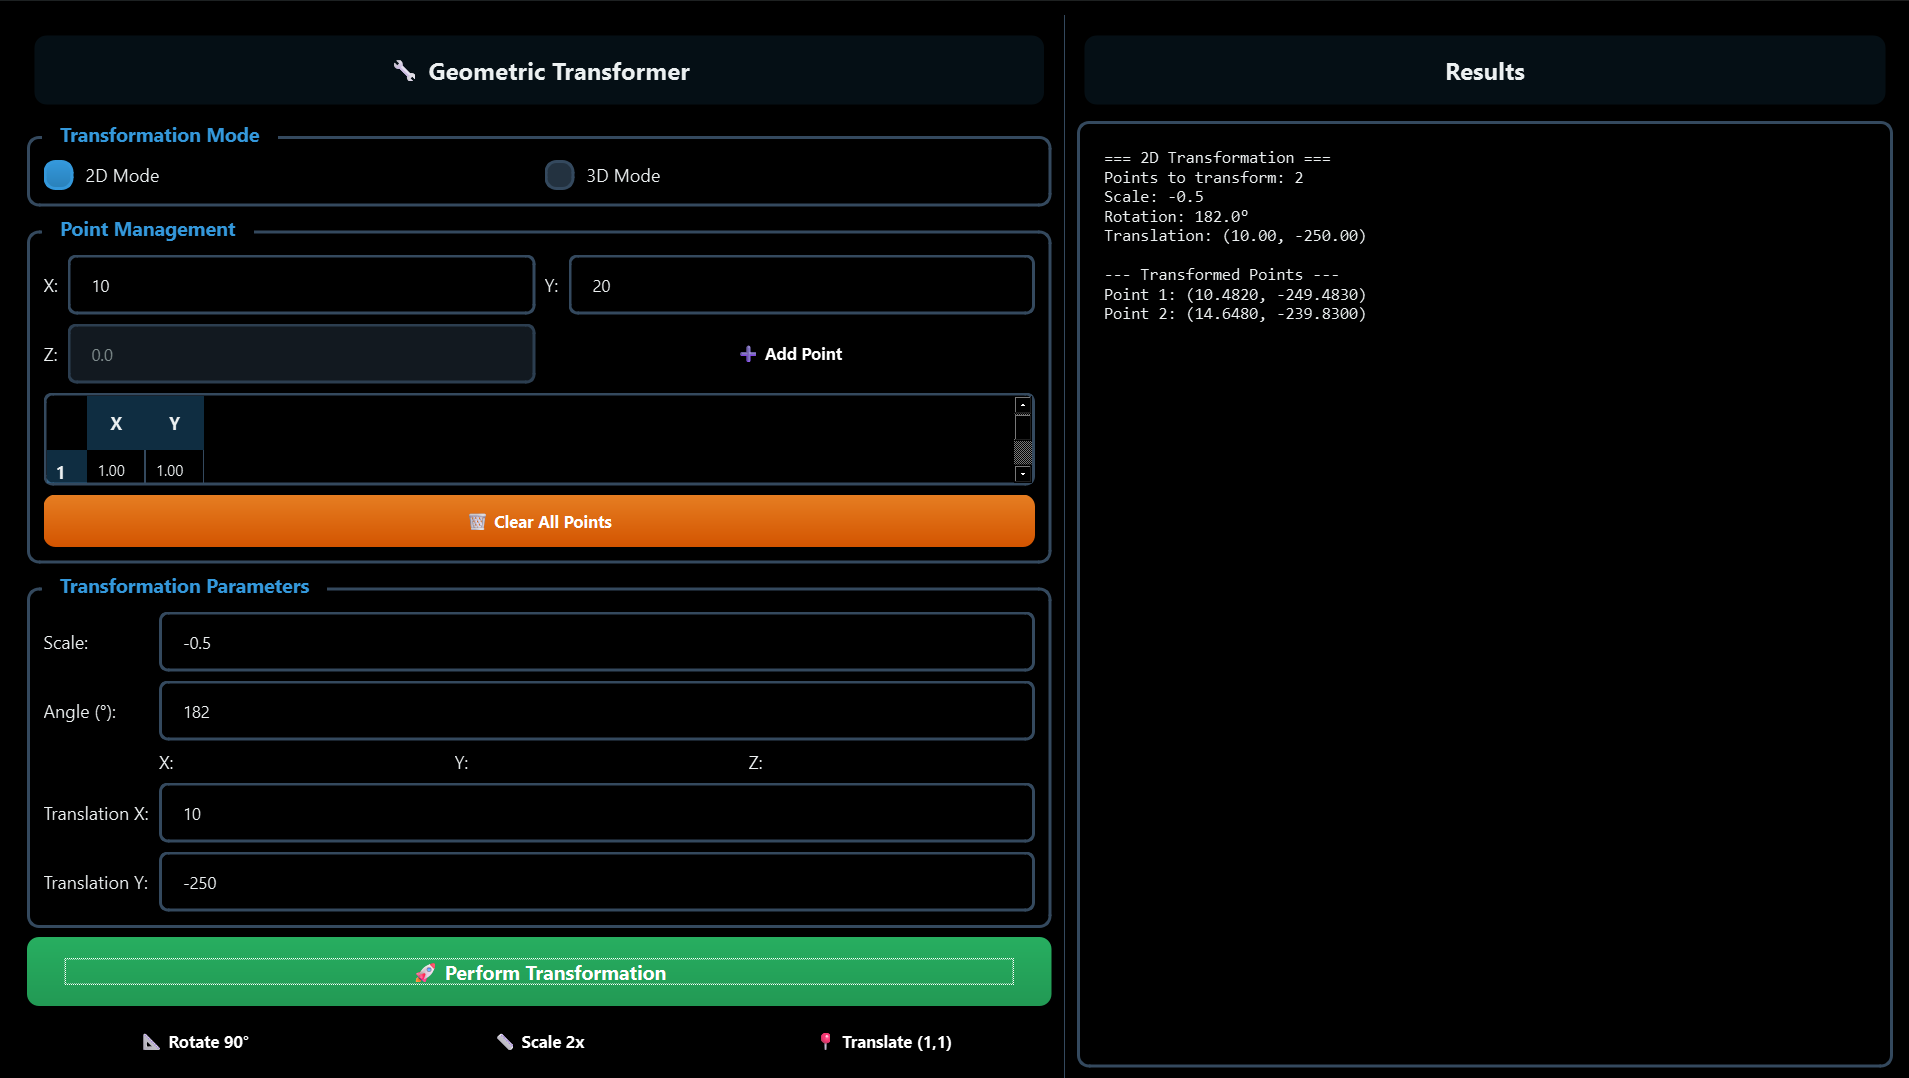 Geometric Transformer
Transformation Mode
2D Mode
3D Mode
Point Management
X: 10
Y: 20
Z: 0.0
Add Point
X Y
1 1.00 1.00
Clear All Points
Transformation Parameters
Scale: -0.5
Angle (°): 182
X: Y: Z:
Translation X: 10
Translation Y: -250
Perform Transformation
Rotate 90°
Scale 2x
Translate (1,1)
Results
=== 2D Transformation ===
Points to transform: 2
Scale: -0.5
Rotation: 182.0º
Translation: (10.00, -250.00)
--- Transformed Points ---
Point 1: (10.4820, -249.4830)
Point 2: (14.6480, -239.8300)